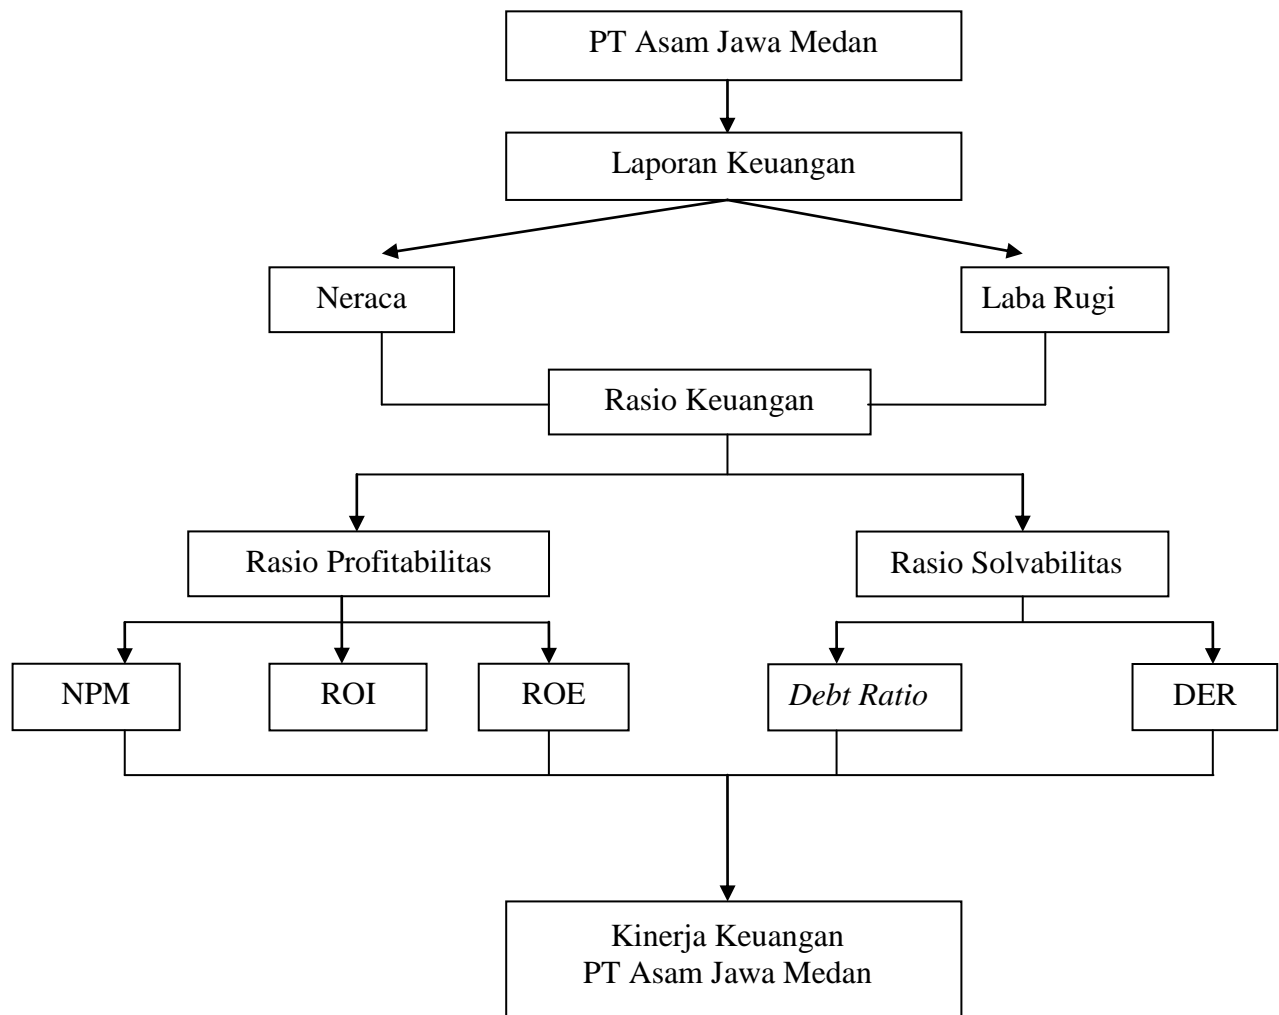 PT Asam Jawa Medan
Laporan Keuangan
Neraca
Laba Rugi
Rasio Keuangan
Rasio Profitabilitas
Rasio Solvabilitas
NPM
ROI
ROE
Debt Ratio
DER
Kinerja Keuangan
PT Asam Jawa Medan